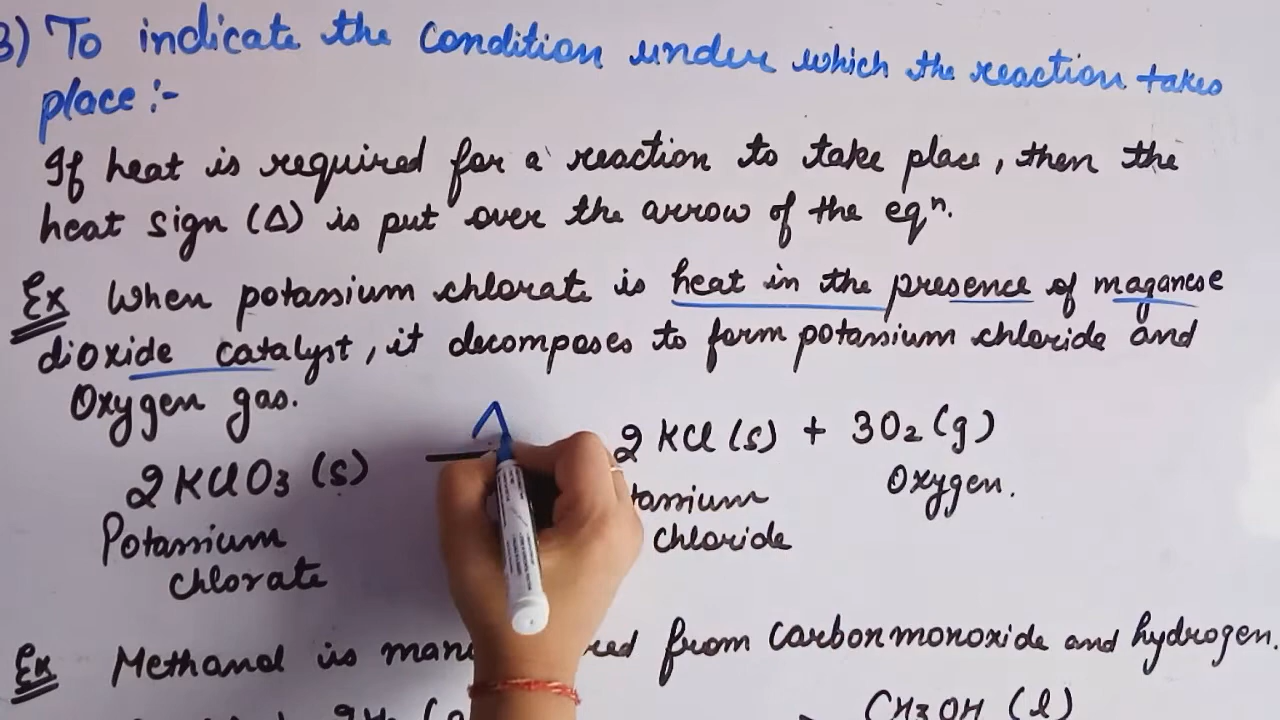 3) To indicate the condition under which the reaction takes
place :-
If heat is required for a reaction to take place, then the
heat sign (Δ) is put over the arrow of the eqⁿ.
Ex When potassium chlorate is heat in the presence of maganese
dioxide catalyst, it decomposes to form potassium chloride and
Oxygen gas.
2KClO₃ (s) 2KCl (s) + 3O₂ (g)
Potassium chlorate
tassium chloride
Oxygen.
Ex Methanol is man red from carbonmonoxide and hydrogen.
CH₃OH (l)